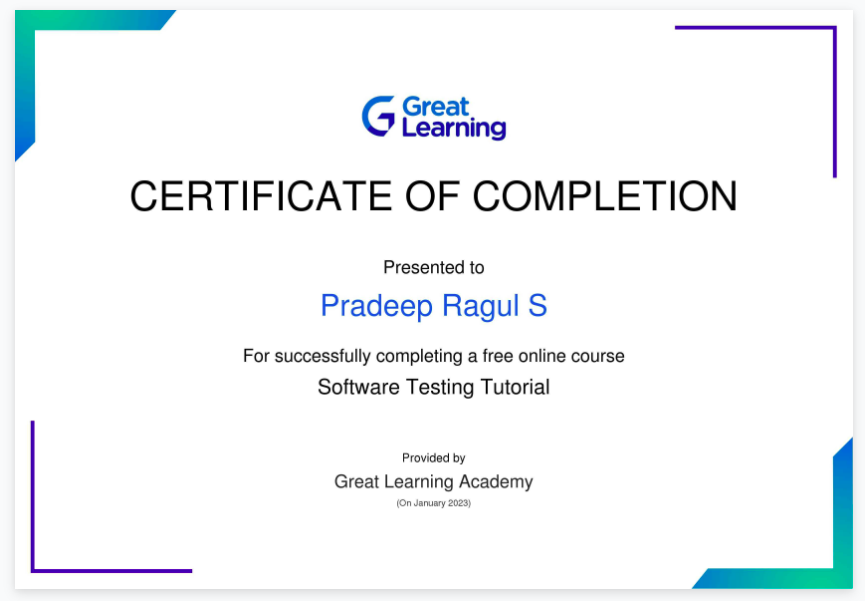 Great
Learning
CERTIFICATE OF COMPLETION
Presented to
Pradeep Ragul S
For successfully completing a free online course
Software Testing Tutorial
Provided by
Great Learning Academy
(On January 2023)